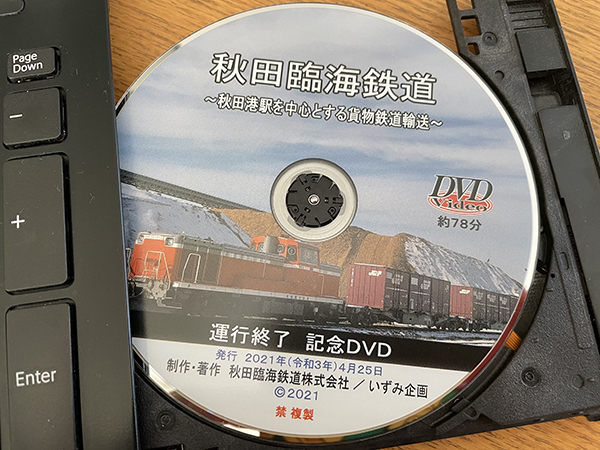 Page
Down
−
+
Enter
秋田臨海鉄道
～秋田港駅を中心とする貨物鉄道輸送～
DVD
Video
約78分
運行終了 記念DVD
発行 2021年(令和3年)4月25日
制作・著作 秋田臨海鉄道株式会社／いずみ企画
©2021
禁 複製